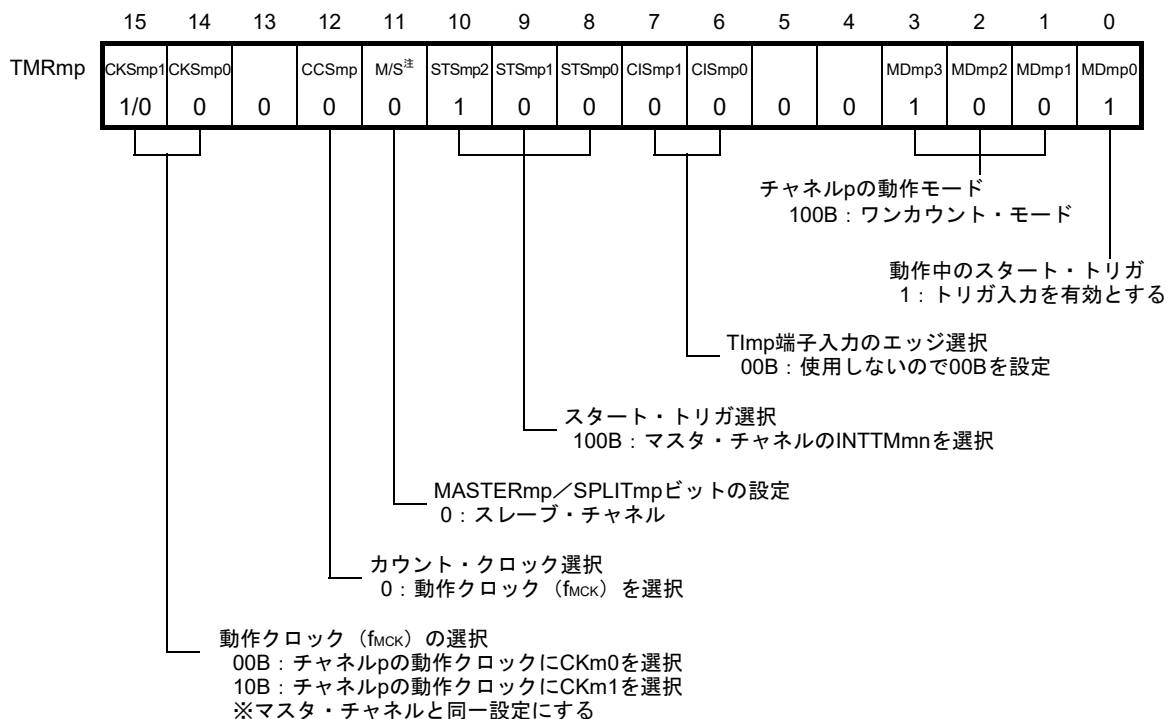 15 14 13 12 11 10 9 8 7 6 5 4 3 2 1 0
TMRmp CKSmp1 CKSmp0 CCSmp M/S注 STSmp2 STSmp1 STSmp0 CISmp1 CISmp0 MDmp3 MDmp2 MDmp1 MDmp0
1/0 0 0 0 0 1 0 0 0 0 0 0 1 0 0 1
チャネルpの動作モード
100B：ワンカウント・モード
動作中のスタート・トリガ
1：トリガ入力を有効とする
TImp端子入力のエッジ選択
00B：使用しないので00Bを設定
スタート・トリガ選択
100B：マスタ・チャネルのINTTMmnを選択
MASTERmp／SPLITmpビットの設定
0：スレーブ・チャネル
カウント・クロック選択
0：動作クロック（fMCK）を選択
動作クロック（fMCK）の選択
00B：チャネルpの動作クロックにCKm0を選択
10B：チャネルpの動作クロックにCKm1を選択
※マスタ・チャネルと同一設定にする